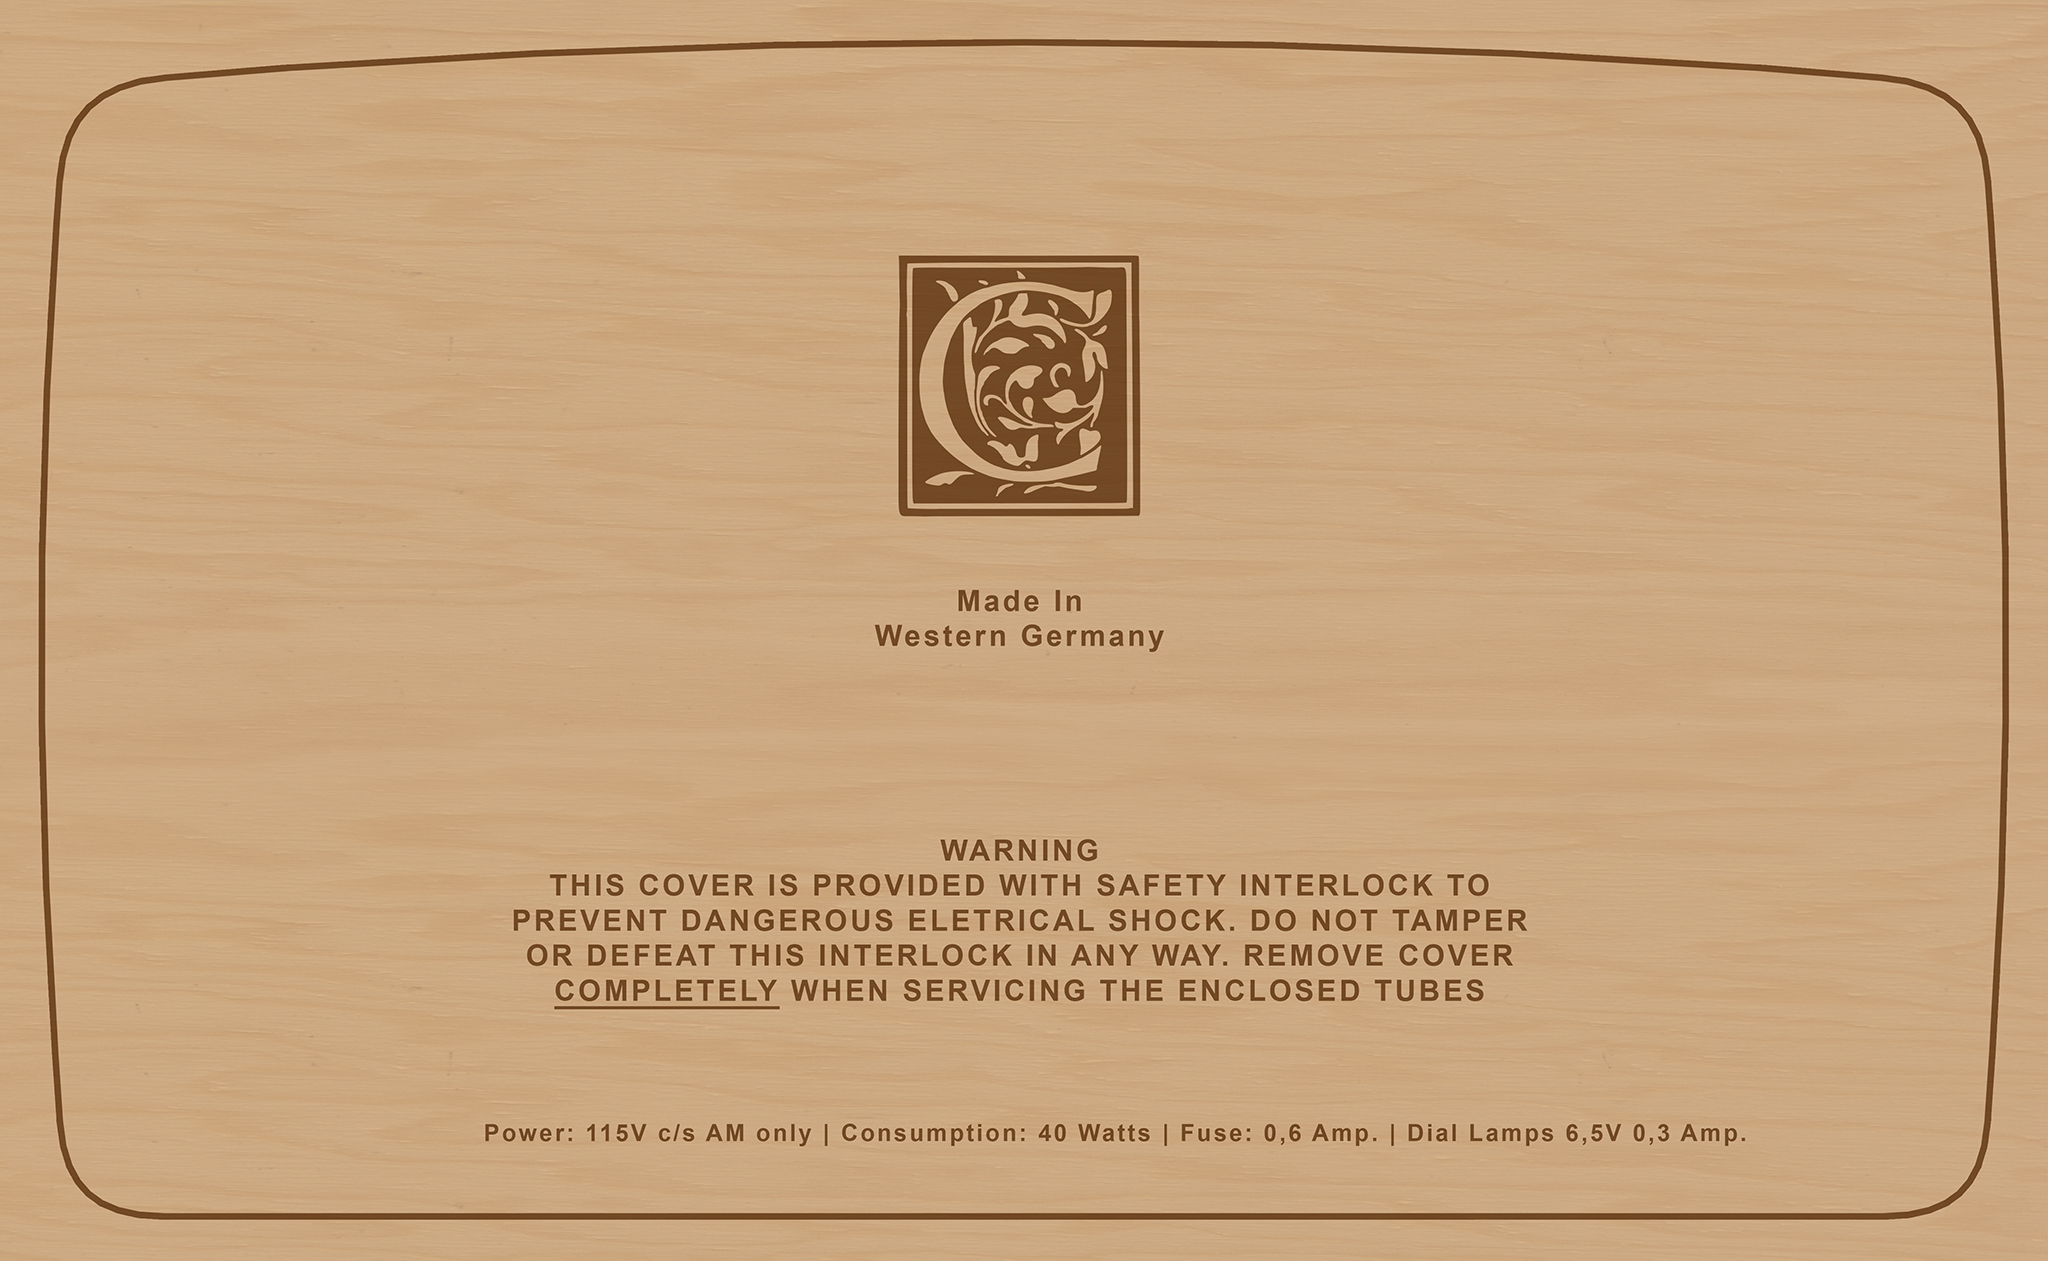 C
Made In
Western Germany
WARNING
THIS COVER IS PROVIDED WITH SAFETY INTERLOCK TO
PREVENT DANGEROUS ELETRICAL SHOCK. DO NOT TAMPER
OR DEFEAT THIS INTERLOCK IN ANY WAY. REMOVE COVER
COMPLETELY WHEN SERVICING THE ENCLOSED TUBES
Power: 115V c/s AM only | Consumption: 40 Watts | Fuse: 0,6 Amp. | Dial Lamps 6,5V 0,3 Amp.